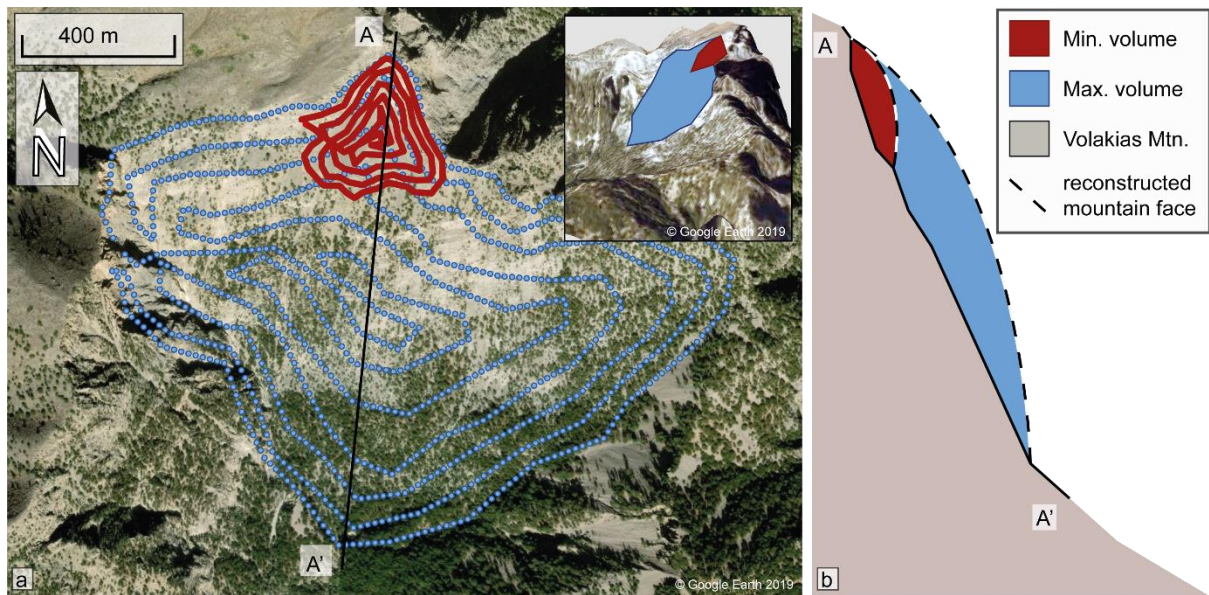 400 m
N
A
A'
© Google Earth 2019
© Google Earth 2019
a
A
A'
b
Min. volume
Max. volume
Volakias Mtn.
reconstructed
mountain face